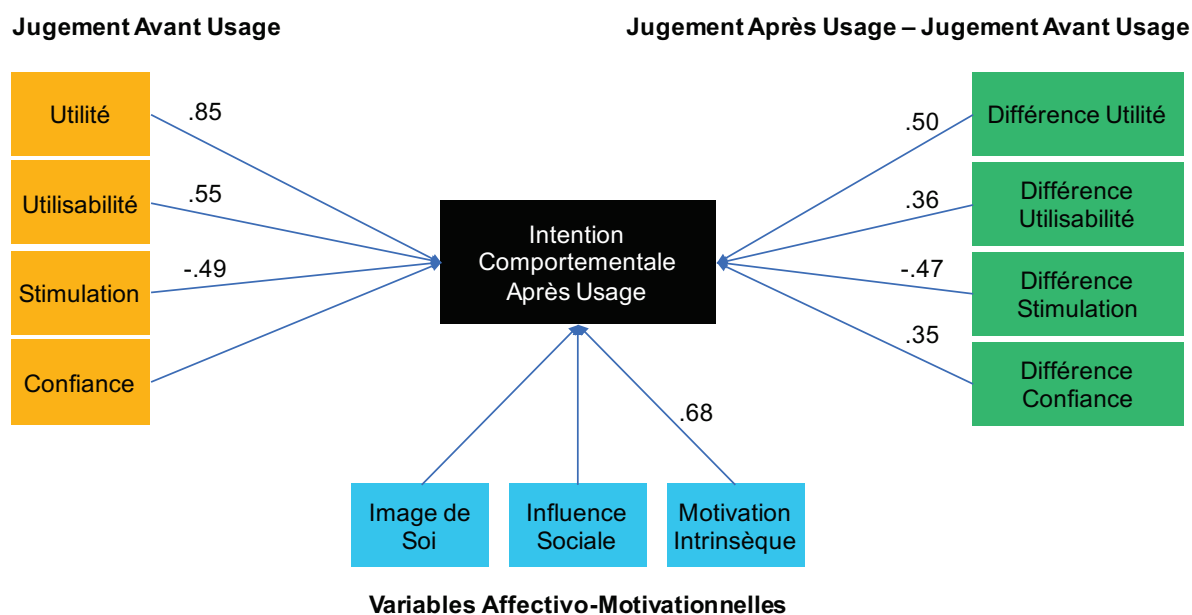 Jugement Avant Usage
Jugement Après Usage – Jugement Avant Usage
Utilité
.85
Utilisabilité
.55
Stimulation
-.49
Confiance
Intention
Comportementale
Après Usage
.50
Différence Utilité
.36
Différence
Utilisabilité
-.47
Différence
Stimulation
.35
Différence
Confiance
.68
Image de
Soi
Influence
Sociale
Motivation
Intrinsèque
Variables Affectivo-Motivationnelles